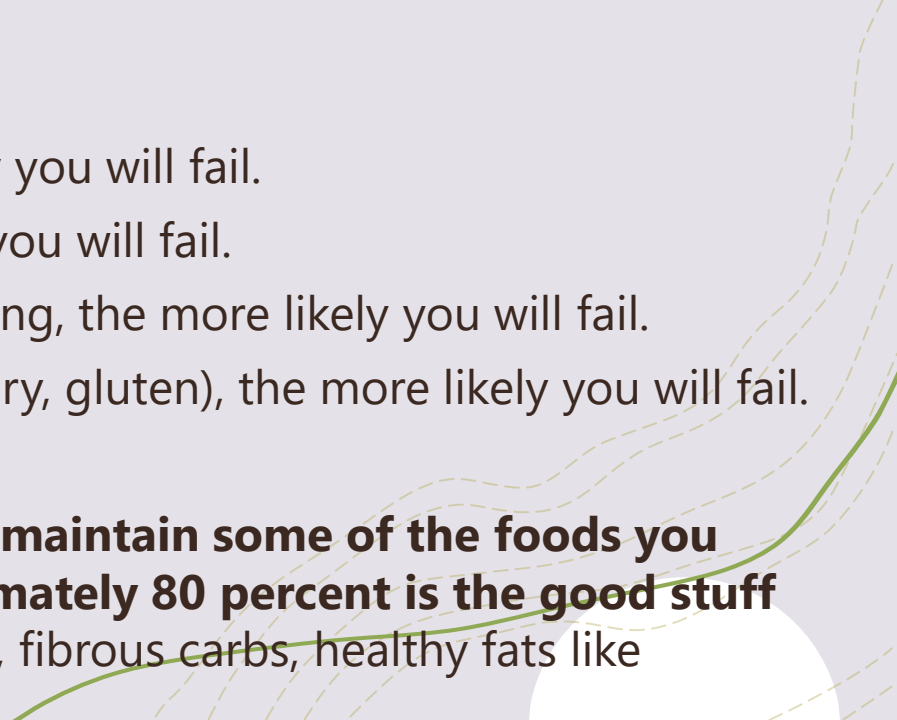 you will fail.
you will fail.
ng, the more likely you will fail.
ry, gluten), the more likely you will fail.
maintain some of the foods you
mately 80 percent is the good stuff
, fibrous carbs, healthy fats like